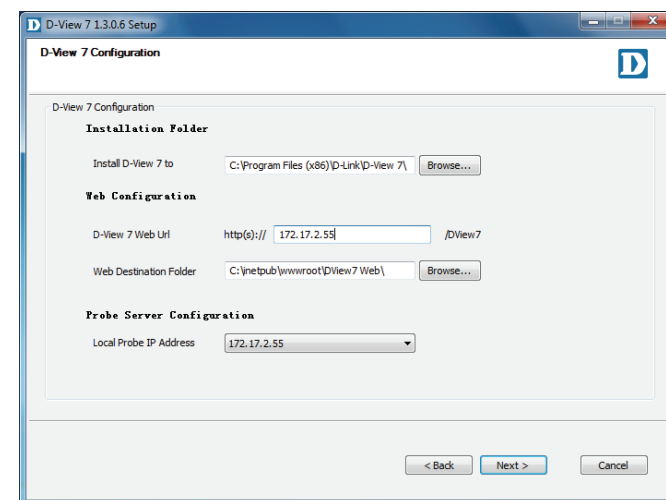 D-View 7 1.3.0.6 Setup
D-View 7 Configuration
D
D-View 7 Configuration
Installation Folder
Install D-View 7 to C:\Program Files (x86)\D-Link\D-View 7\ Browse...
Web Configuration
D-View 7 Web Url http(s):// 172.17.2.55 /DView7
Web Destination Folder C:\inetpub\wwwroot\DView7 Web\ Browse...
Probe Server Configuration
Local Probe IP Address 172.17.2.55
< Back Next > Cancel